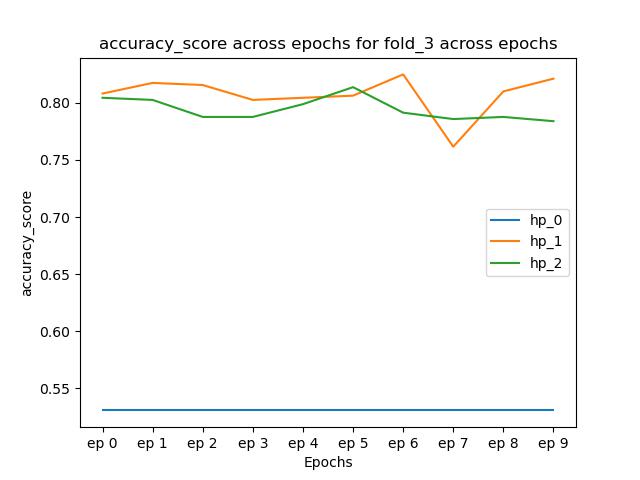 accuracy_score across epochs for fold_3 across epochs
accuracy_score
0.80
0.75
0.70
0.65
0.60
0.55
hp_0
hp_1
hp_2
ep 0 ep 1 ep 2 ep 3 ep 4 ep 5 ep 6 ep 7 ep 8 ep 9
Epochs